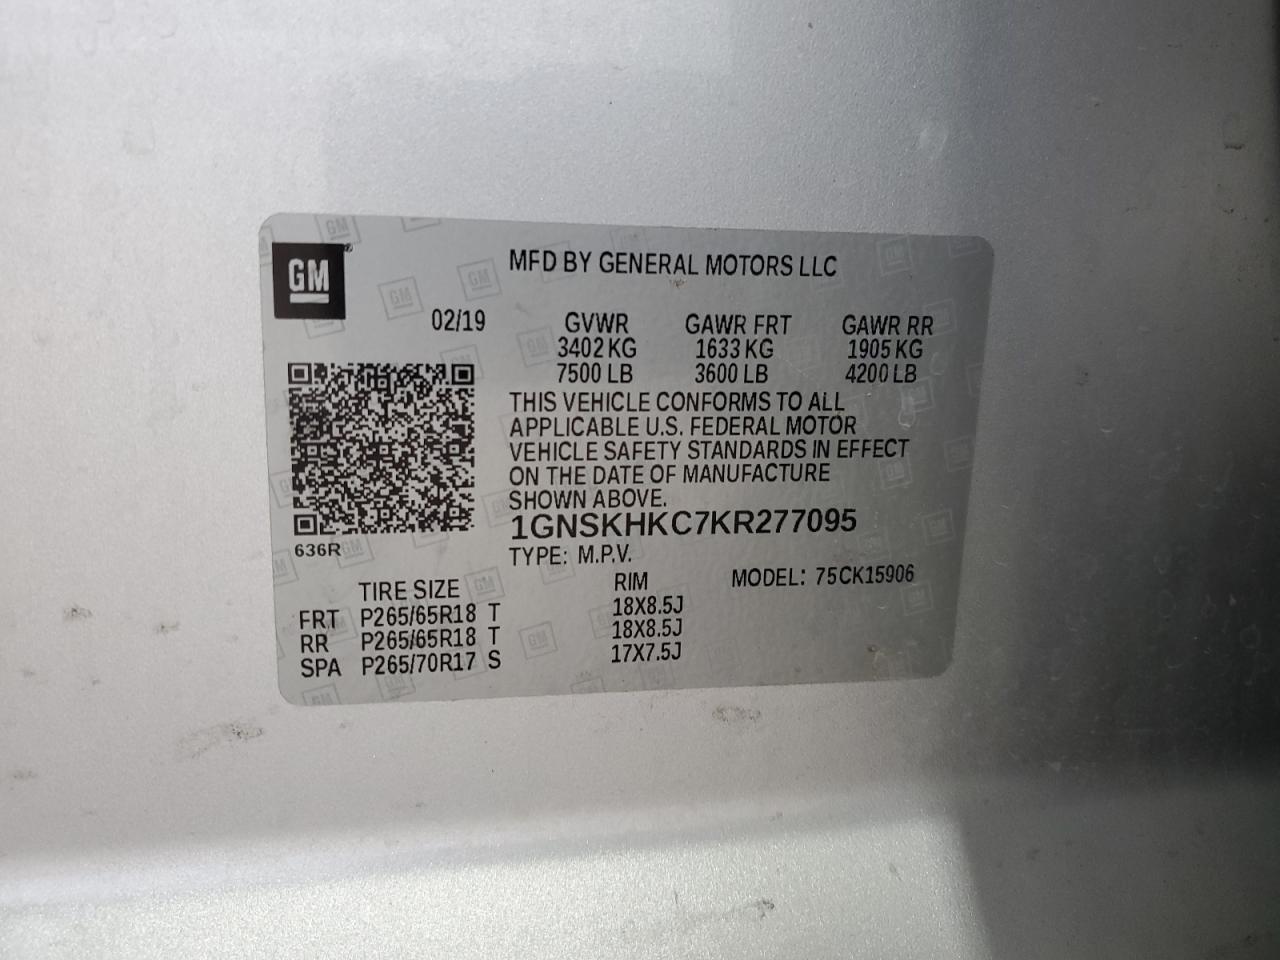 GM
MFD BY GENERAL MOTORS LLC
02/19
GVWR GAWR FRT GAWR RR
3402 KG 1633 KG 1905 KG
7500 LB 3600 LB 4200 LB
THIS VEHICLE CONFORMS TO ALL
APPLICABLE U.S. FEDERAL MOTOR
VEHICLE SAFETY STANDARDS IN EFFECT
ON THE DATE OF MANUFACTURE
SHOWN ABOVE.
1GNSKHKC7KR277095
636R
TYPE: M.P.V.
TIRE SIZE RIM MODEL: 75CK15906
FRT P265/65R18 T 18X8.5J
RR P265/65R18 T 18X8.5J
SPA P265/70R17 S 17X7.5J